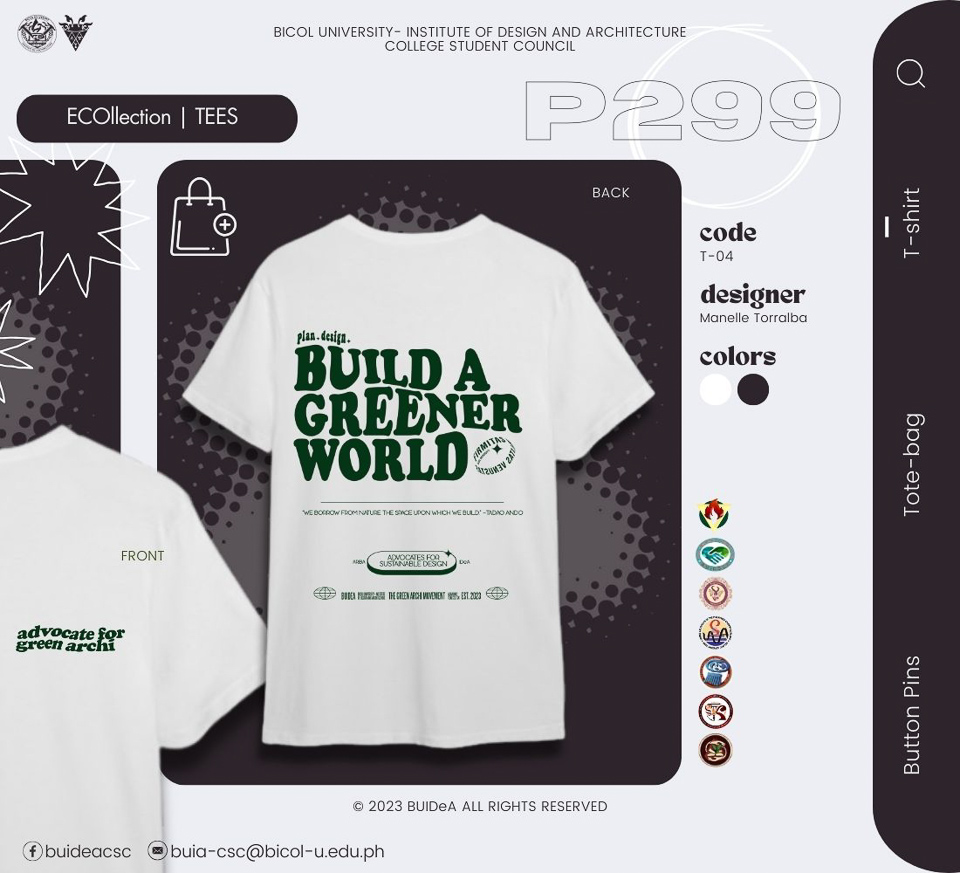 BICOL UNIVERSITY- INSTITUTE OF DESIGN AND ARCHITECTURE
COLLEGE STUDENT COUNCIL
ECOllection | TEES
P299
BACK
code
T-04
designer
Manelle Torralba
colors
plan. design.
BUILD A
GREENER
WORLD
"WE BORROW FROM NATURE THE SPACE UPON WHICH WE BUILD." -TADAO ANDO
ADVOCATES FOR
SUSTAINABLE DESIGN
BUIDEA
THE GREEN ARCHI MOVEMENT
EST. 2023
FRONT
advocate for
green archi
T-shirt
Tote-bag
Button Pins
© 2023 BUIDeA ALL RIGHTS RESERVED
buideacsc
buia-csc@bicol-u.edu.ph